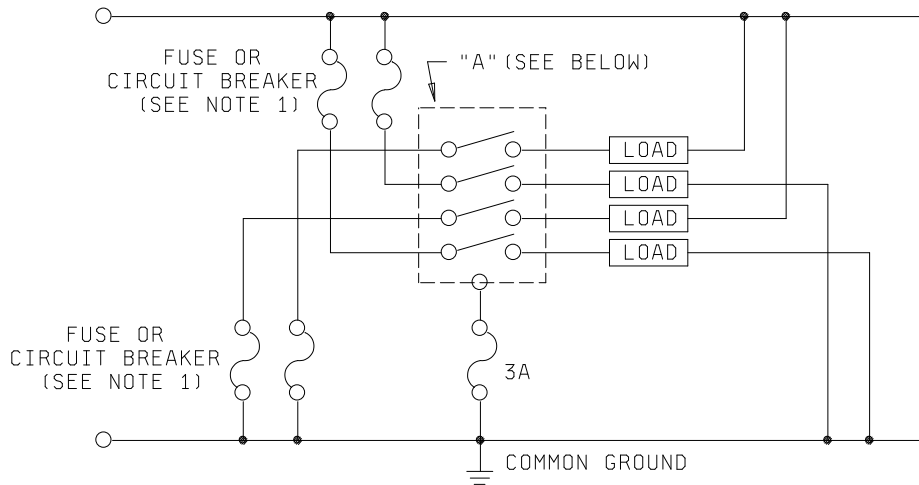 FUSE OR
CIRCUIT BREAKER
(SEE NOTE 1)
"A" (SEE BELOW)
LOAD
LOAD
LOAD
LOAD
FUSE OR
CIRCUIT BREAKER
(SEE NOTE 1)
3A
COMMON GROUND